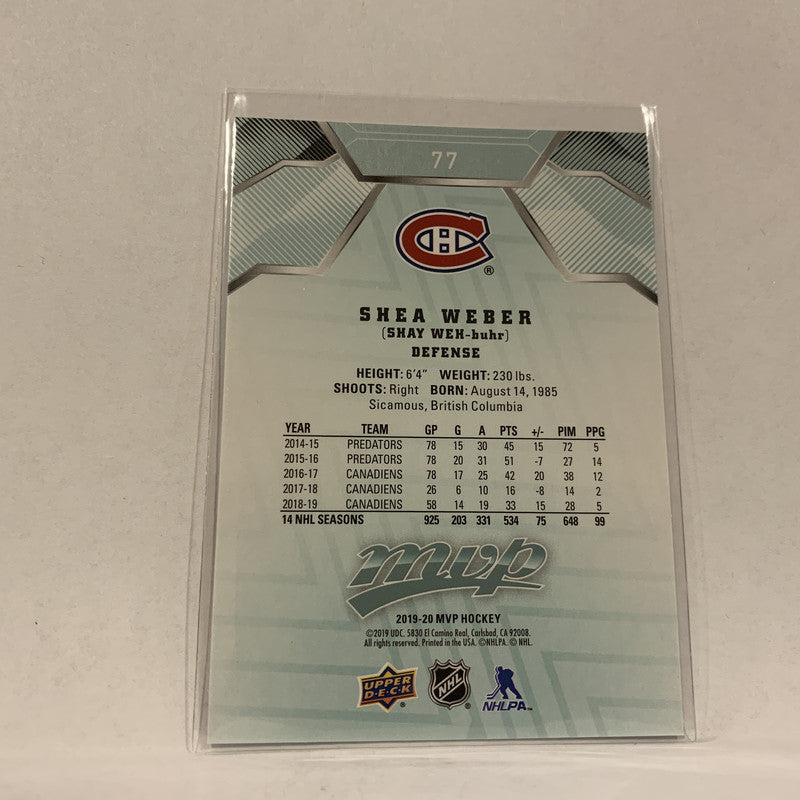 77
CH
®
SHEA WEBER
(SHAY WEH-buhr)
DEFENSE
HEIGHT: 6'4" WEIGHT: 230 lbs.
SHOOTS: Right BORN: August 14, 1985
Sicamous, British Columbia
YEAR TEAM GP G A PTS +/- PIM PPG
2014-15 PREDATORS 78 15 30 45 15 72 5
2015-16 PREDATORS 78 20 31 51 -7 27 14
2016-17 CANADIENS 78 17 25 42 20 38 12
2017-18 CANADIENS 26 6 10 16 -8 14 2
2018-19 CANADIENS 58 14 19 33 15 28 5
14 NHL SEASONS 925 203 331 534 75 648 99
mvp
2019-20 MVP HOCKEY
©2019 UDC. 5830 El Camino Real, Carlsbad, CA 92008.
All rights reserved. Printed in the USA. ©NHLPA. © NHL.
UPPER DECK ® NHL ® NHLPA™